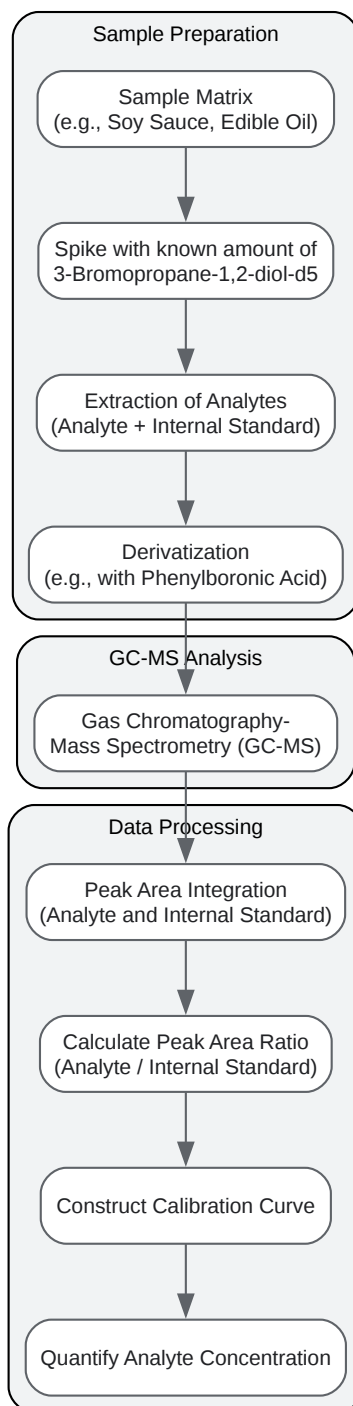 Sample Preparation
Sample Matrix
(e.g., Soy Sauce, Edible Oil)
Spike with known amount of
3-Bromopropane-1,2-diol-d5
Extraction of Analytes
(Analyte + Internal Standard)
Derivatization
(e.g., with Phenylboronic Acid)
GC-MS Analysis
Gas Chromatography-
Mass Spectrometry (GC-MS)
Data Processing
Peak Area Integration
(Analyte and Internal Standard)
Calculate Peak Area Ratio
(Analyte / Internal Standard)
Construct Calibration Curve
Quantify Analyte Concentration